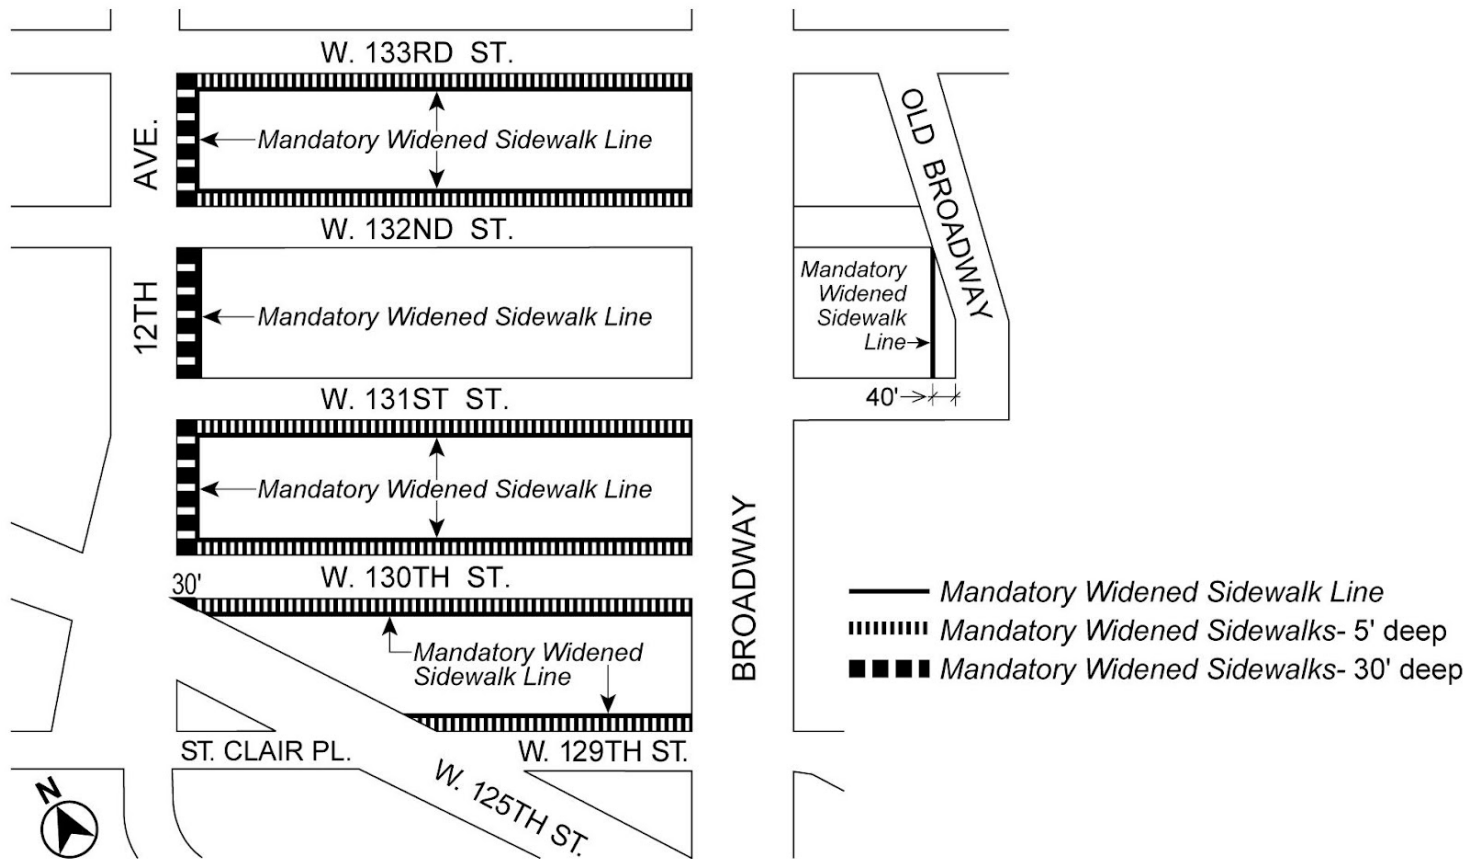 W. 133RD ST.
Mandatory Widened Sidewalk Line
AVE.
OLD BROADWAY
W. 132ND ST.
12TH
Mandatory Widened Sidewalk Line
Mandatory
Widened
Sidewalk
Line
W. 131ST ST.
40'
Mandatory Widened Sidewalk Line
BROADWAY
30'
W. 130TH ST.
Mandatory Widened
Sidewalk Line
Mandatory Widened Sidewalk Line
Mandatory Widened Sidewalks- 5' deep
Mandatory Widened Sidewalks- 30' deep
ST. CLAIR PL.
W. 129TH ST.
W. 125TH ST.
N